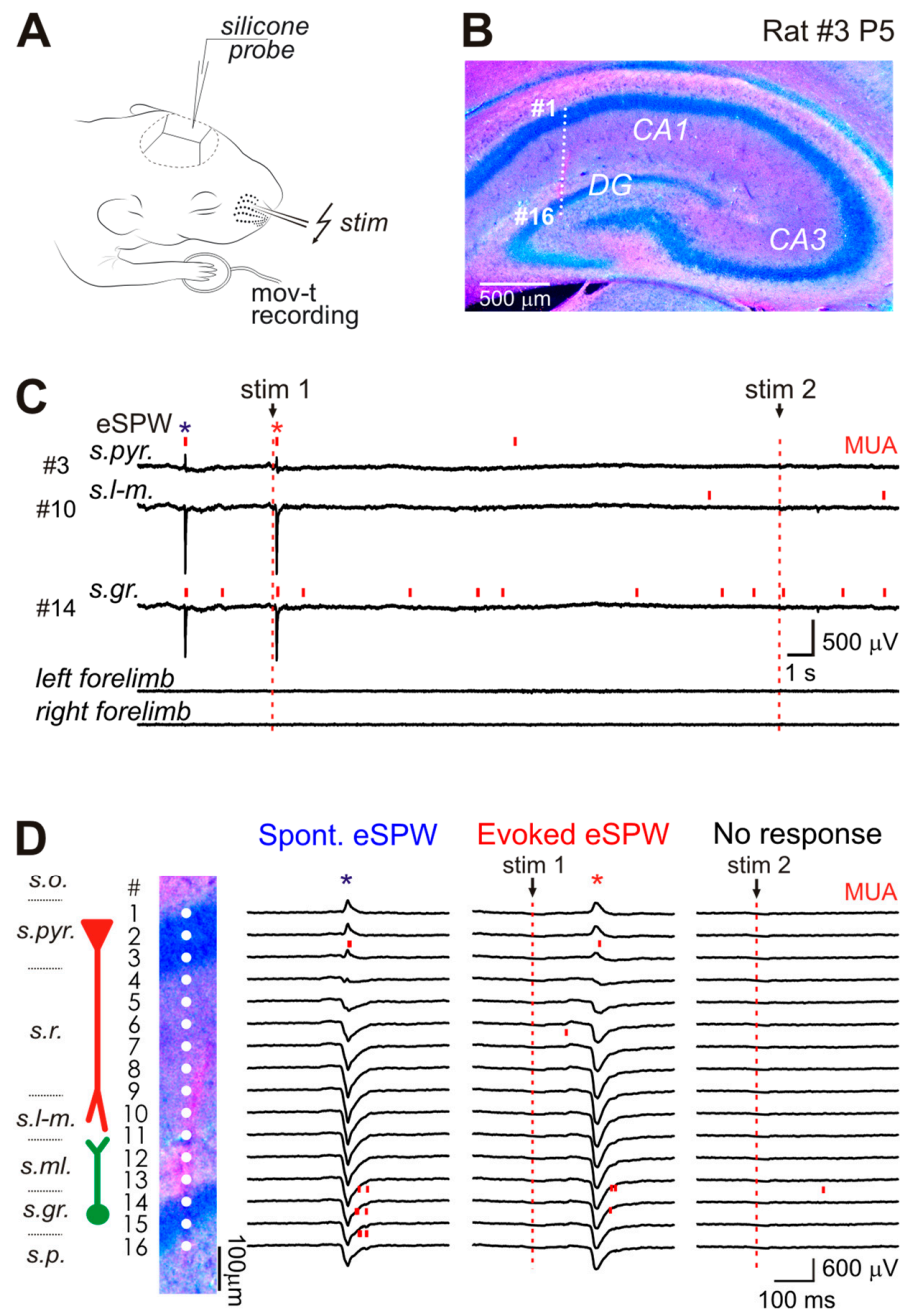 A
silicone
probe
stim
mov-t
recording
B
Rat #3 P5
#1
CA1
DG
#16
CA3
500 µm
C
stim 1
stim 2
eSPW
*
*
s.pyr.
MUA
#3
s.l-m.
#10
s.gr.
#14
500 µV
1 s
left forelimb
right forelimb
D
Spont. eSPW
Evoked eSPW
No response
stim 1
stim 2
*
*
MUA
s.o.
#
s.pyr.
s.r.
s.l-m.
s.ml.
s.gr.
s.p.
1
2
3
4
5
6
7
8
9
10
11
12
13
14
15
16
100µm
600 µV
100 ms